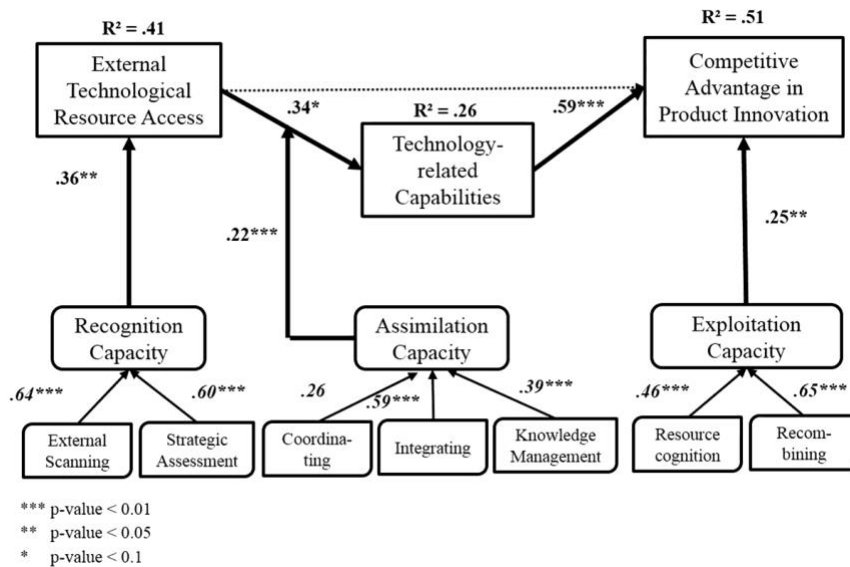 R² = .41
R² = .51
External
Technological
Resource Access
Competitive
Advantage in
Product Innovation
.34*
R² = .26
.59***
Technology-
related
Capabilities
.36**
.22***
.25**
Recognition
Capacity
Assimilation
Capacity
Exploitation
Capacity
.64***
.60***
.26
.59***
.39***
.46***
.65***
External
Scanning
Strategic
Assessment
Coordina-
ting
Integrating
Knowledge
Management
Resource
cognition
Recom-
bining
*** p-value < 0.01
** p-value < 0.05
* p-value < 0.1